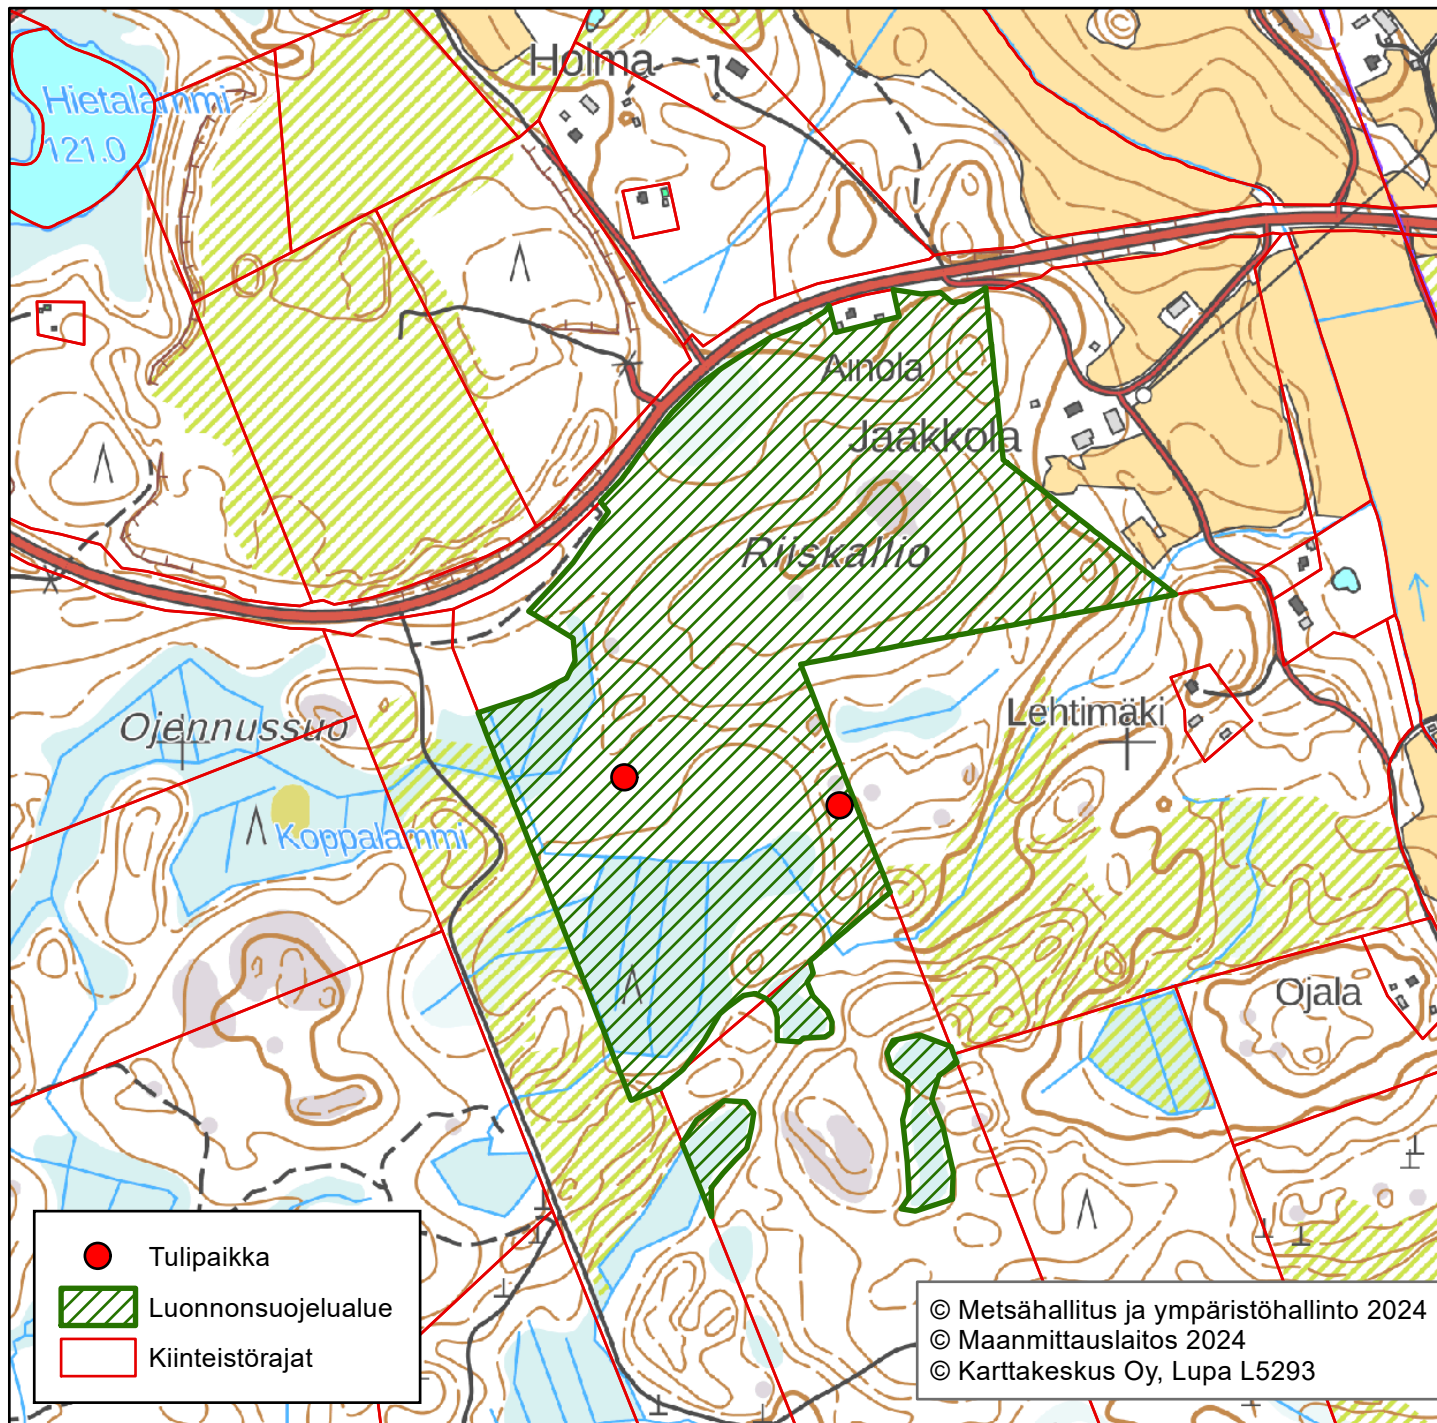 Holma
Hietalammi
121.0
Ainola
Jaakkola
Riiskallio
Lehtimäki
Ojennussuo
Koppalammi
Ojala
Tulipaikka
Luonnonsuojelualue
Kiinteistörajat
© Metsähallitus ja ympäristöhallinto 2024
© Maanmittauslaitos 2024
© Karttakeskus Oy, Lupa L5293